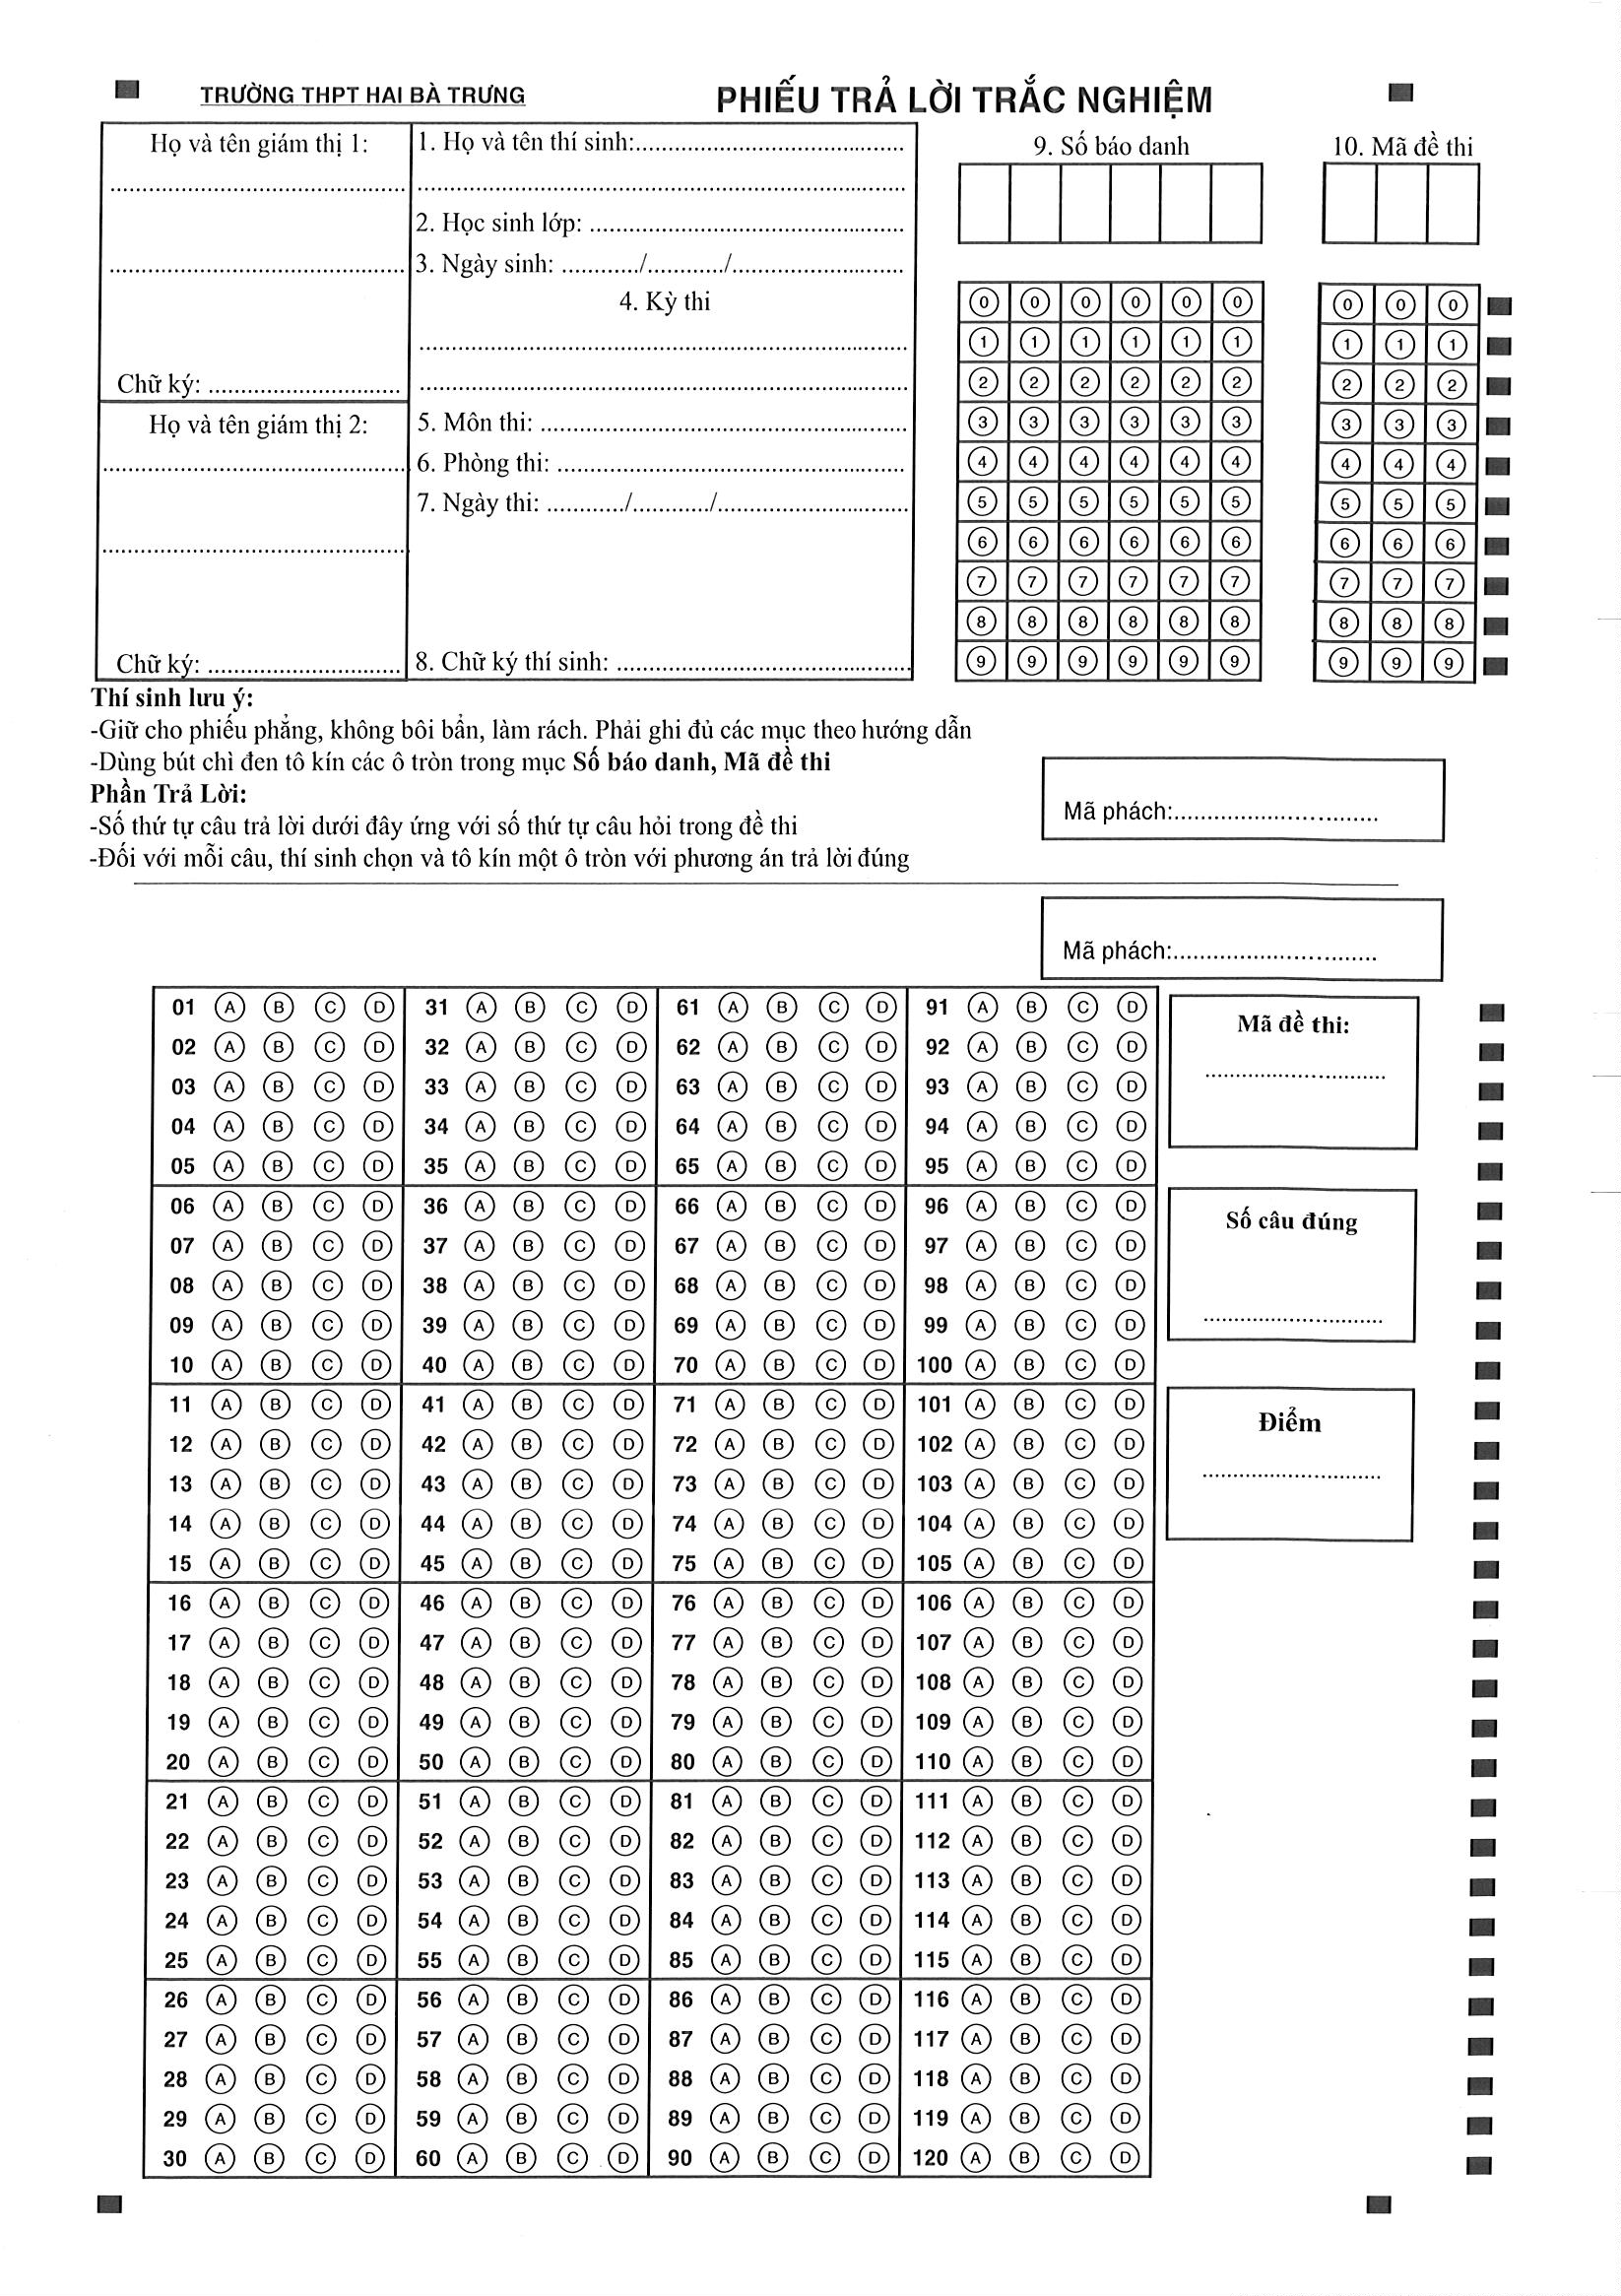 TRƯỜNG THPT HAI BÀ TRƯNG
PHIẾU TRẢ LỜI TRẮC NGHIỆM
Họ và tên giám thị 1:
Chữ ký:
Họ và tên giám thị 2:
Chữ ký:
1. Họ và tên thí sinh:
2. Học sinh lớp:
3. Ngày sinh: / /
4. Kỳ thi
5. Môn thi:
6. Phòng thi:
7. Ngày thi: / /
8. Chữ ký thí sinh:
9. Số báo danh
0 0 0 0 0 0
1 1 1 1 1 1
2 2 2 2 2 2
3 3 3 3 3 3
4 4 4 4 4 4
5 5 5 5 5 5
6 6 6 6 6 6
7 7 7 7 7 7
8 8 8 8 8 8
9 9 9 9 9 9
10. Mã đề thi
0 0 0
1 1 1
2 2 2
3 3 3
4 4 4
5 5 5
6 6 6
7 7 7
8 8 8
9 9 9
Thí sinh lưu ý:
-Giữ cho phiếu phẳng, không bôi bẩn, làm rách. Phải ghi đủ các mục theo hướng dẫn
-Dùng bút chì đen tô kín các ô tròn trong mục Số báo danh, Mã đề thi
Phần Trả Lời:
-Số thứ tự câu trả lời dưới đây ứng với số thứ tự câu hỏi trong đề thi
-Đối với mỗi câu, thí sinh chọn và tô kín một ô tròn với phương án trả lời đúng
Mã phách:
Mã phách:
01 A B C D 31 A B C D 61 A B C D 91 A B C D
02 A B C D 32 A B C D 62 A B C D 92 A B C D
03 A B C D 33 A B C D 63 A B C D 93 A B C D
04 A B C D 34 A B C D 64 A B C D 94 A B C D
05 A B C D 35 A B C D 65 A B C D 95 A B C D
06 A B C D 36 A B C D 66 A B C D 96 A B C D
07 A B C D 37 A B C D 67 A B C D 97 A B C D
08 A B C D 38 A B C D 68 A B C D 98 A B C D
09 A B C D 39 A B C D 69 A B C D 99 A B C D
10 A B C D 40 A B C D 70 A B C D 100 A B C D
11 A B C D 41 A B C D 71 A B C D 101 A B C D
12 A B C D 42 A B C D 72 A B C D 102 A B C D
13 A B C D 43 A B C D 73 A B C D 103 A B C D
14 A B C D 44 A B C D 74 A B C D 104 A B C D
15 A B C D 45 A B C D 75 A B C D 105 A B C D
16 A B C D 46 A B C D 76 A B C D 106 A B C D
17 A B C D 47 A B C D 77 A B C D 107 A B C D
18 A B C D 48 A B C D 78 A B C D 108 A B C D
19 A B C D 49 A B C D 79 A B C D 109 A B C D
20 A B C D 50 A B C D 80 A B C D 110 A B C D
21 A B C D 51 A B C D 81 A B C D 111 A B C D
22 A B C D 52 A B C D 82 A B C D 112 A B C D
23 A B C D 53 A B C D 83 A B C D 113 A B C D
24 A B C D 54 A B C D 84 A B C D 114 A B C D
25 A B C D 55 A B C D 85 A B C D 115 A B C D
26 A B C D 56 A B C D 86 A B C D 116 A B C D
27 A B C D 57 A B C D 87 A B C D 117 A B C D
28 A B C D 58 A B C D 88 A B C D 118 A B C D
29 A B C D 59 A B C D 89 A B C D 119 A B C D
30 A B C D 60 A B C D 90 A B C D 120 A B C D
Mã đề thi:
Số câu đúng
Điểm